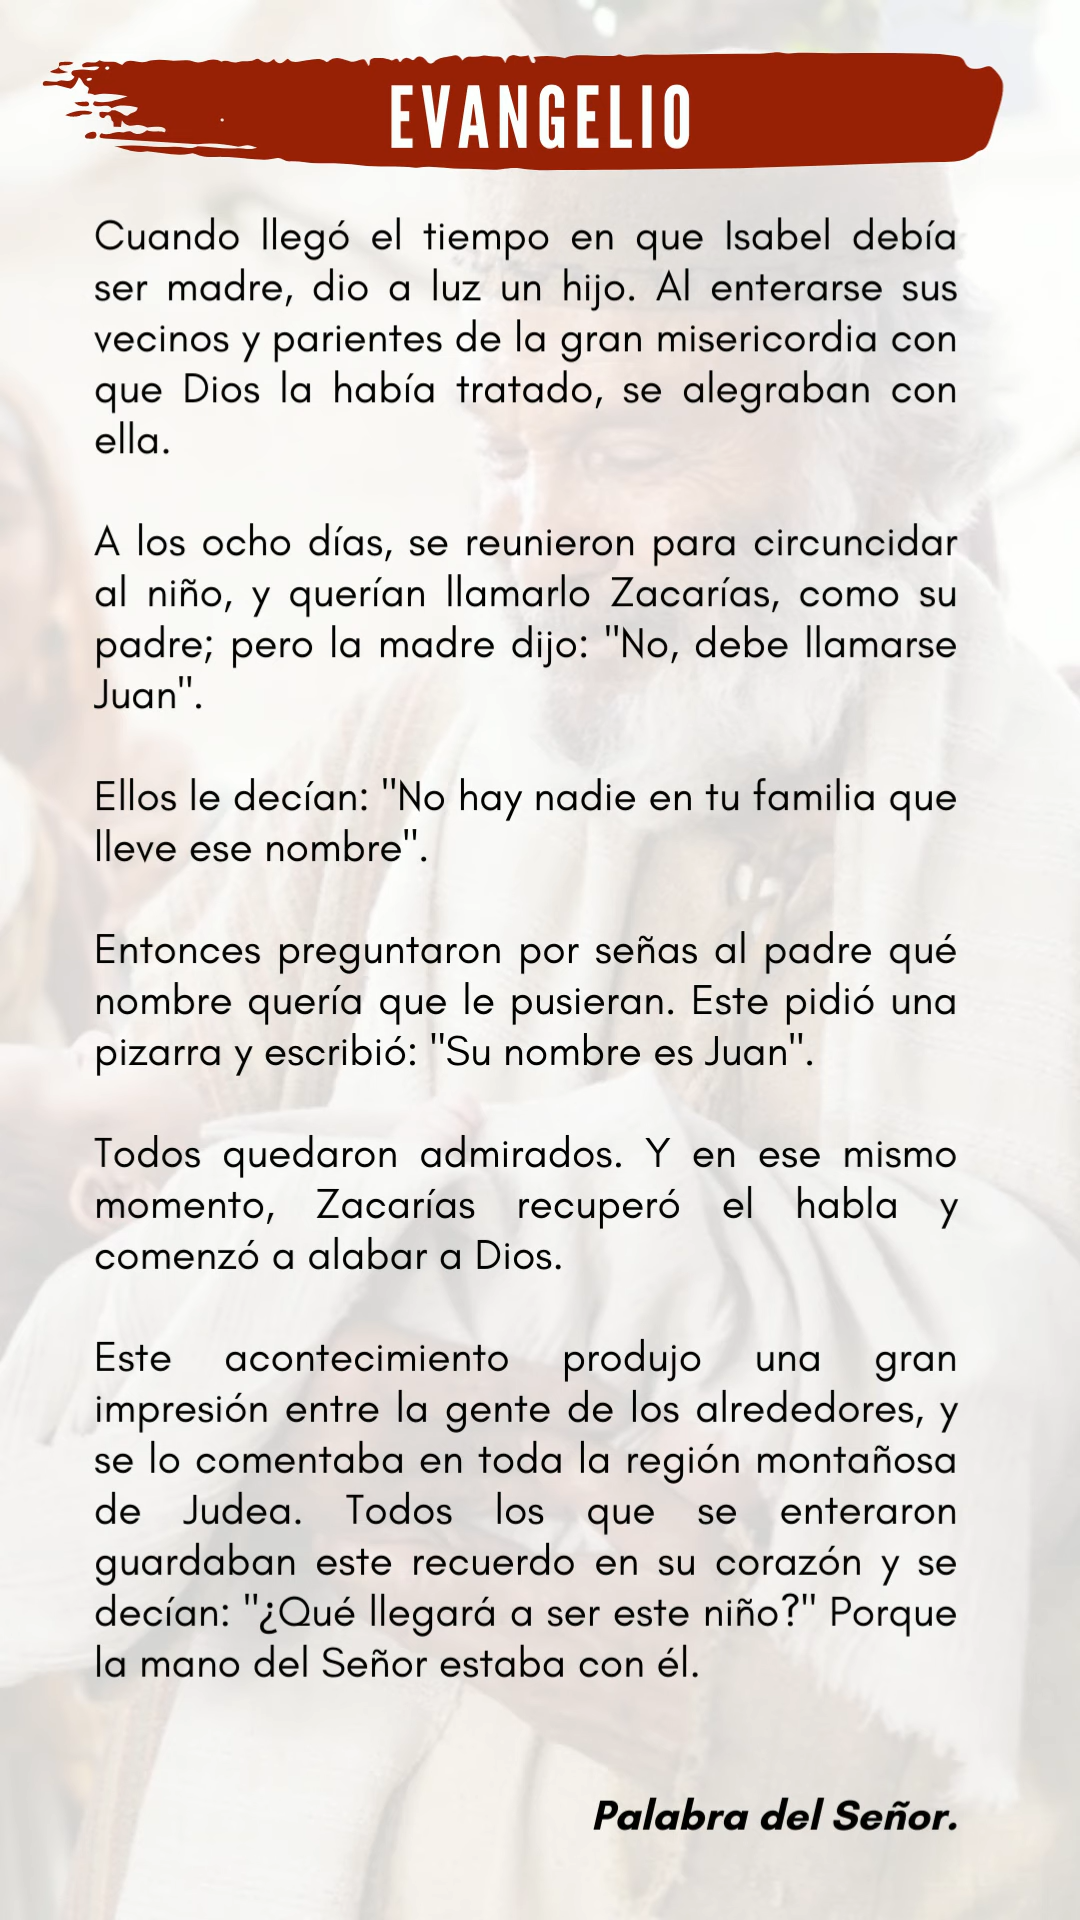 EVANGELIO
Cuando llegó el tiempo en que Isabel debía
ser madre, dio a luz un hijo. Al enterarse sus
vecinos y parientes de la gran misericordia con
que Dios la había tratado, se alegraban con
ella.
A los ocho días, se reunieron para circuncidar
al niño, y querían llamarlo Zacarías, como su
padre; pero la madre dijo: "No, debe llamarse
Juan".
Ellos le decían: "No hay nadie en tu familia que
lleve ese nombre".
Entonces preguntaron por señas al padre qué
nombre quería que le pusieran. Este pidió una
pizarra y escribió: "Su nombre es Juan".
Todos quedaron admirados. Y en ese mismo
momento, Zacarías recuperó el habla y
comenzó a alabar a Dios.
Este acontecimiento produjo una gran
impresión entre la gente de los alrededores, y
se lo comentaba en toda la región montañosa
de Judea. Todos los que se enteraron
guardaban este recuerdo en su corazón y se
decían: "¿Qué llegará a ser este niño?" Porque
la mano del Señor estaba con él.
Palabra del Señor.